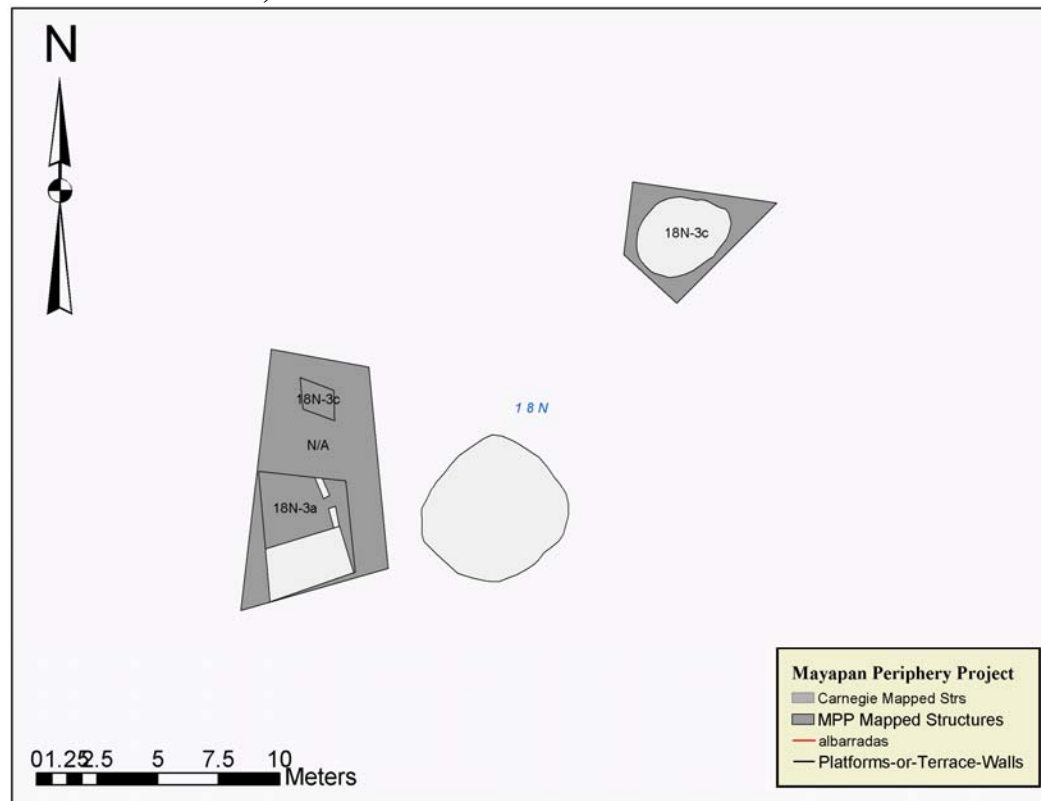 N
18N-3c
18N-3c
18N
N/A
18N-3a
01.252.5 5 7.5 10 Meters
Mayapan Periphery Project
Carnegie Mapped Strs
MPP Mapped Structures
albarradas
Platforms-or-Terrace-Walls